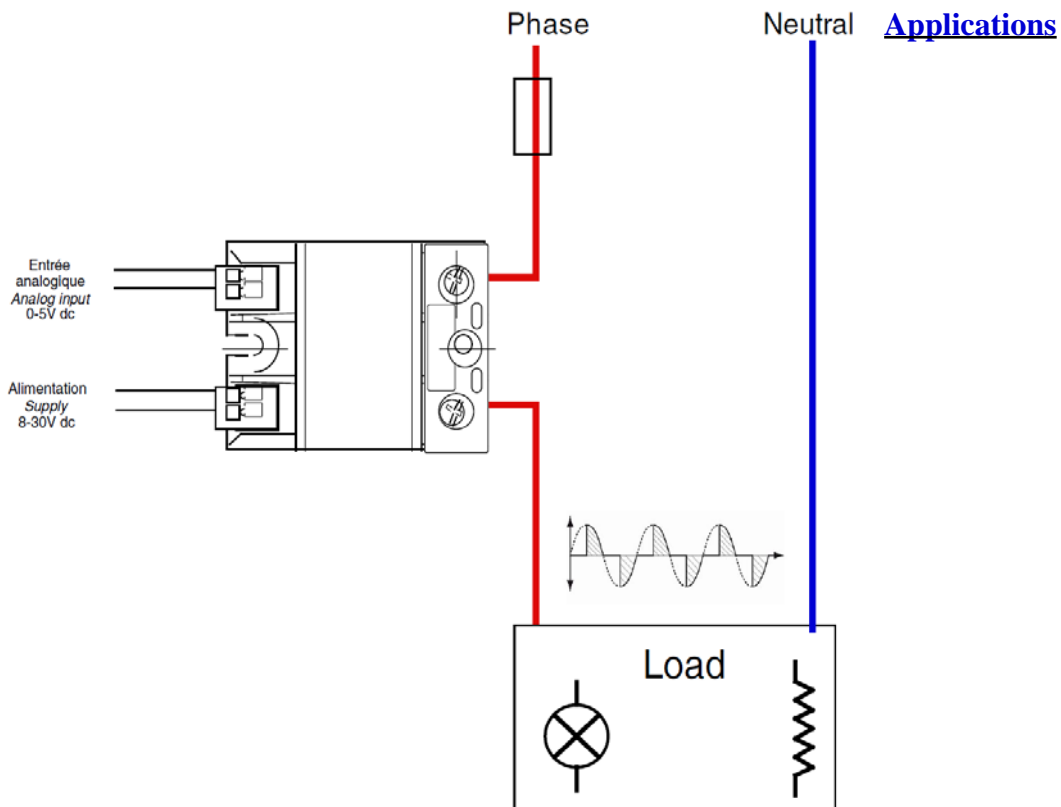 Phase
Neutral
Applications
Entrée
analogique
Analog input
0-5V dc
Alimentation
Supply
8-30V dc
Load